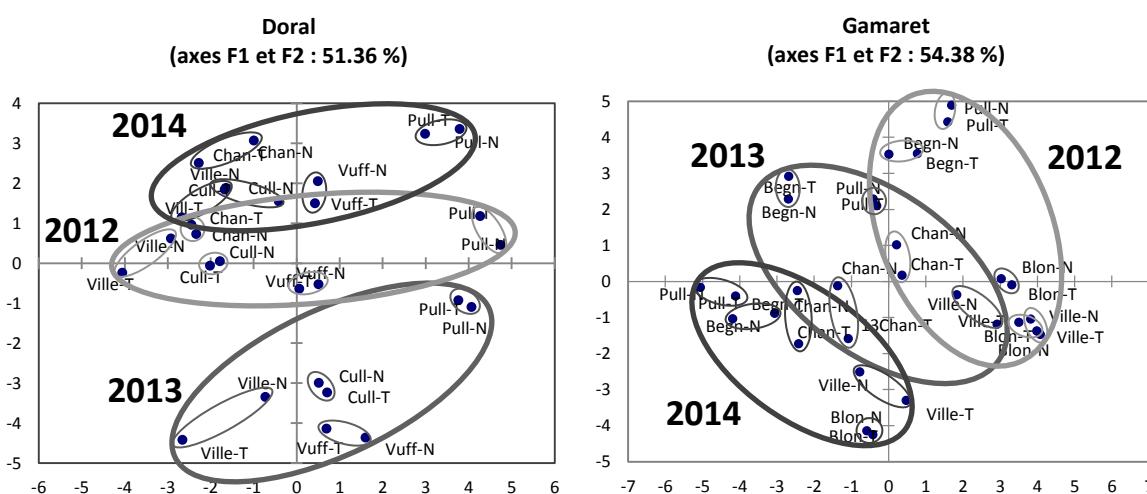 Doral
(axes F1 et F2 : 51.36 %)
4
3
2
1
0
-1
-2
-3
-4
-5
-6 -5 -4 -3 -2 -1 0 1 2 3 4 5 6
2014
2012
2013
Pull-T
Pull-N
Chan-T
Chan-N
Ville-N
Cull-T
Cull-N
Vill-T
Vuff-N
Vuff-T
Chan-T
Chan-N
Ville-N
Ville-T
Cull-N
Cull-T
Vuff-N
Vuff-T
Pull-T
Pull-N
Pull-T
Pull-N
Ville-N
Ville-T
Cull-N
Cull-T
Vuff-T
Vuff-N
Gamaret
(axes F1 et F2 : 54.38 %)
5
4
3
2
1
0
-1
-2
-3
-4
-5
-7 -6 -5 -4 -3 -2 -1 0 1 2 3 4 5 6 7
2013
2012
2014
Pull-N
Pull-T
Begn-N
Begn-T
Begn-T
Begn-N
Pull-N
Pull-T
Chan-N
Chan-T
Blon-N
Blon-T
Ville-N
Ville-T
Ville-N
Ville-T
Blon-T
Blon-N
Chan-N
13Chan-T
Pull-N
Pull-T
Begn-T
Begn-N
Chan-N
Chan-T
Ville-N
Ville-T
Blon-N
Blon-T